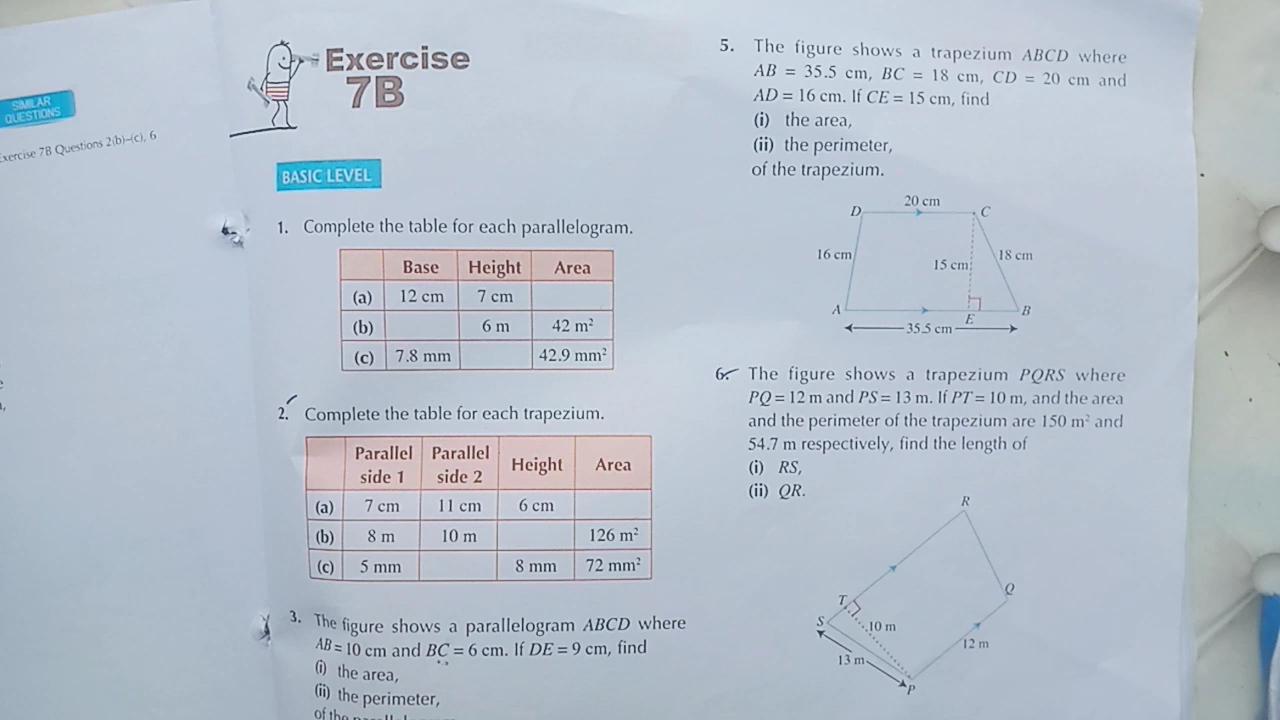 SIMILAR
QUESTIONS
Exercise 7B Questions 2(b)–(c), 6
Exercise
7B
BASIC LEVEL
1. Complete the table for each parallelogram.
Base Height Area
(a) 12 cm 7 cm
(b) 6 m 42 m²
(c) 7.8 mm 42.9 mm²
2. Complete the table for each trapezium.
Parallel side 1 Parallel side 2 Height Area
(a) 7 cm 11 cm 6 cm
(b) 8 m 10 m 126 m²
(c) 5 mm 8 mm 72 mm²
3. The figure shows a parallelogram ABCD where
AB = 10 cm and BC = 6 cm. If DE = 9 cm, find
(i) the area,
(ii) the perimeter,
of the
5. The figure shows a trapezium ABCD where
AB = 35.5 cm, BC = 18 cm, CD = 20 cm and
AD = 16 cm. If CE = 15 cm, find
(i) the area,
(ii) the perimeter,
of the trapezium.
20 cm
D C
16 cm 15 cm 18 cm
A E B
35.5 cm
6. The figure shows a trapezium PQRS where
PQ = 12 m and PS = 13 m. If PT = 10 m, and the area
and the perimeter of the trapezium are 150 m² and
54.7 m respectively, find the length of
(i) RS,
(ii) QR.
R
T Q
S 10 m
12 m
13 m
P